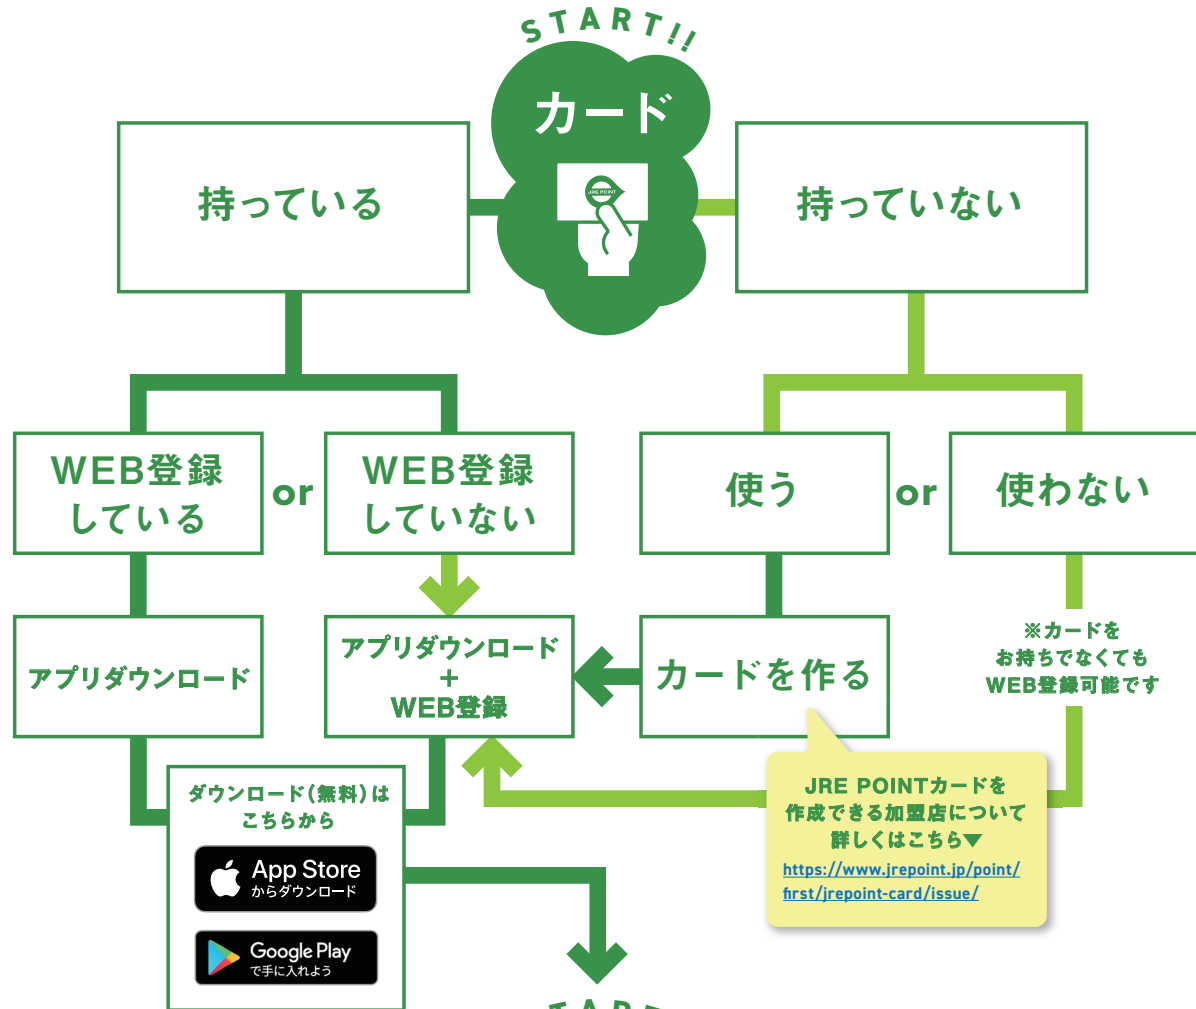 START!!
カード
JRE POINT
持っている
持っていない
WEB登録
している
or
WEB登録
していない
使う
or
使わない
アプリダウンロード
アプリダウンロード
+
WEB登録
カードを作る
※カードを
お持ちでなくても
WEB登録可能です
ダウンロード(無料)は
こちらから
App Store
からダウンロード
Google Play
で手に入れよう
JRE POINTカードを
作成できる加盟店について
詳しくはこちら▼
https://www.jrepoint.jp/point/
first/jrepoint-card/issue/